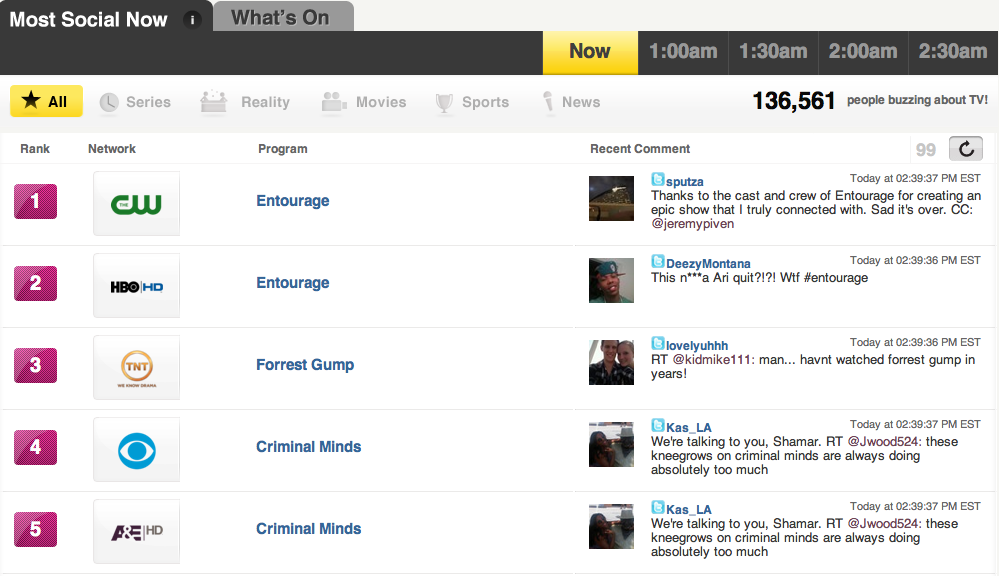 Most Social Now i
What's On
Now 1:00am 1:30am 2:00am 2:30am
All Series Reality Movies Sports News 136,561 people buzzing about TV!
Rank Network Program Recent Comment 99
1 THE CW Entourage
sputza Today at 02:39:37 PM EST
Thanks to the cast and crew of Entourage for creating an
epic show that I truly connected with. Sad it's over. CC:
@jeremypiven
2 HBO HD Entourage
DeezyMontana Today at 02:39:36 PM EST
This n***a Ari quit?!?! Wtf #entourage
3 TNT WE KNOW DRAMA Forrest Gump
lovelyuhhh Today at 02:39:36 PM EST
RT @kidmike111: man... havnt watched forrest gump in
years!
4 Criminal Minds
Kas_LA Today at 02:39:37 PM EST
We're talking to you, Shamar. RT @Jwood524: these
kneegrows on criminal minds are always doing
absolutely too much
5 A&E HD Criminal Minds
Kas_LA Today at 02:39:37 PM EST
We're talking to you, Shamar. RT @Jwood524: these
kneegrows on criminal minds are always doing
absolutely too much